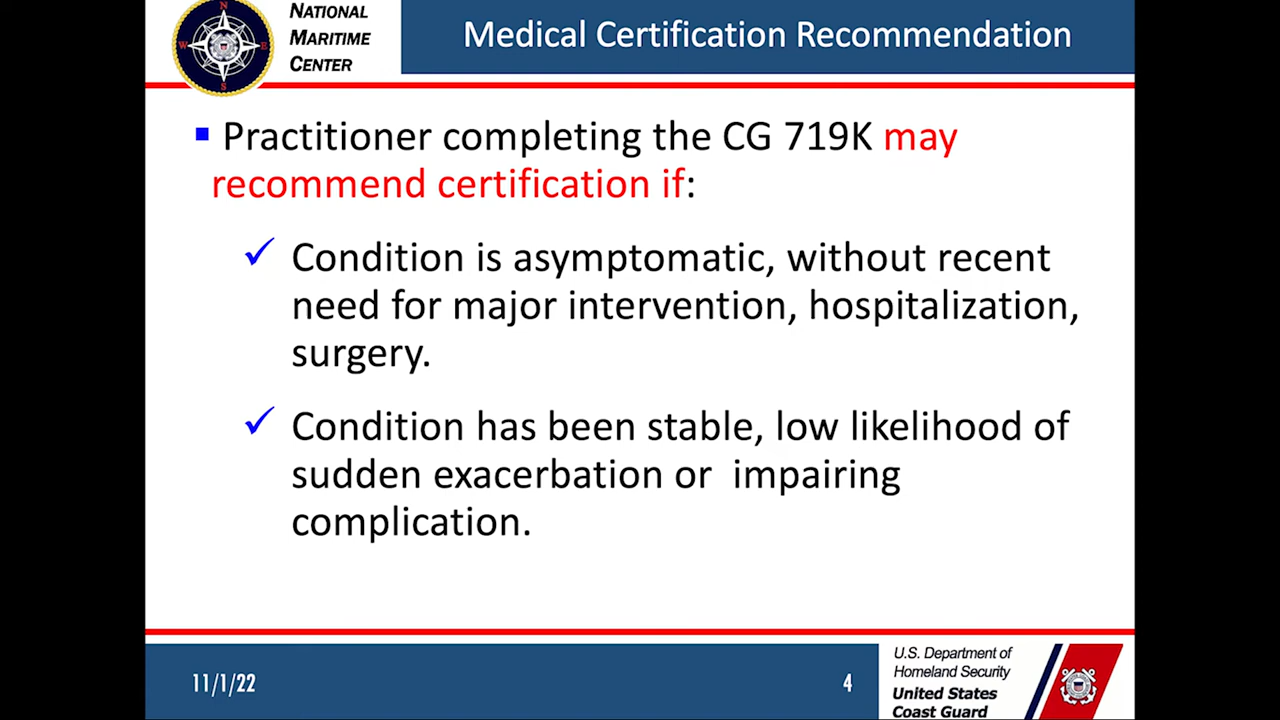 NATIONAL
MARITIME
CENTER
Medical Certification Recommendation
Practitioner completing the CG 719K may
recommend certification if:
Condition is asymptomatic, without recent
need for major intervention, hospitalization,
surgery.
Condition has been stable, low likelihood of
sudden exacerbation or impairing
complication.
11/1/22
4
U.S. Department of
Homeland Security
United States
Coast Guard
N
W
E
S